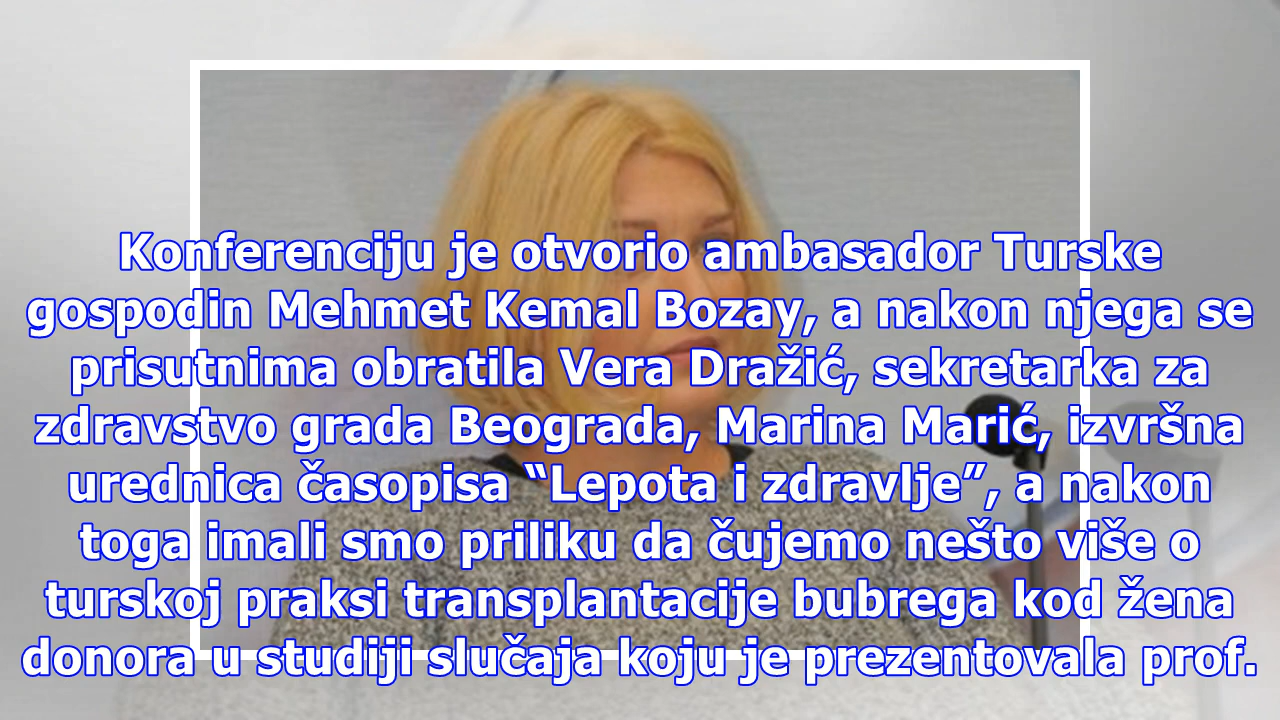 Konferenciju je otvorio ambasador Turske
gospodin Mehmet Kemal Bozay, a nakon njega se
prisutnima obratila Vera Dražić, sekretarka za
zdravstvo grada Beograda, Marina Marić, izvršna
urednica časopisa “Lepota i zdravlje”, a nakon
toga imali smo priliku da čujemo nešto više o
turskoj praksi transplantacije bubrega kod žena
donora u studiji slučaja koju je prezentovala prof.